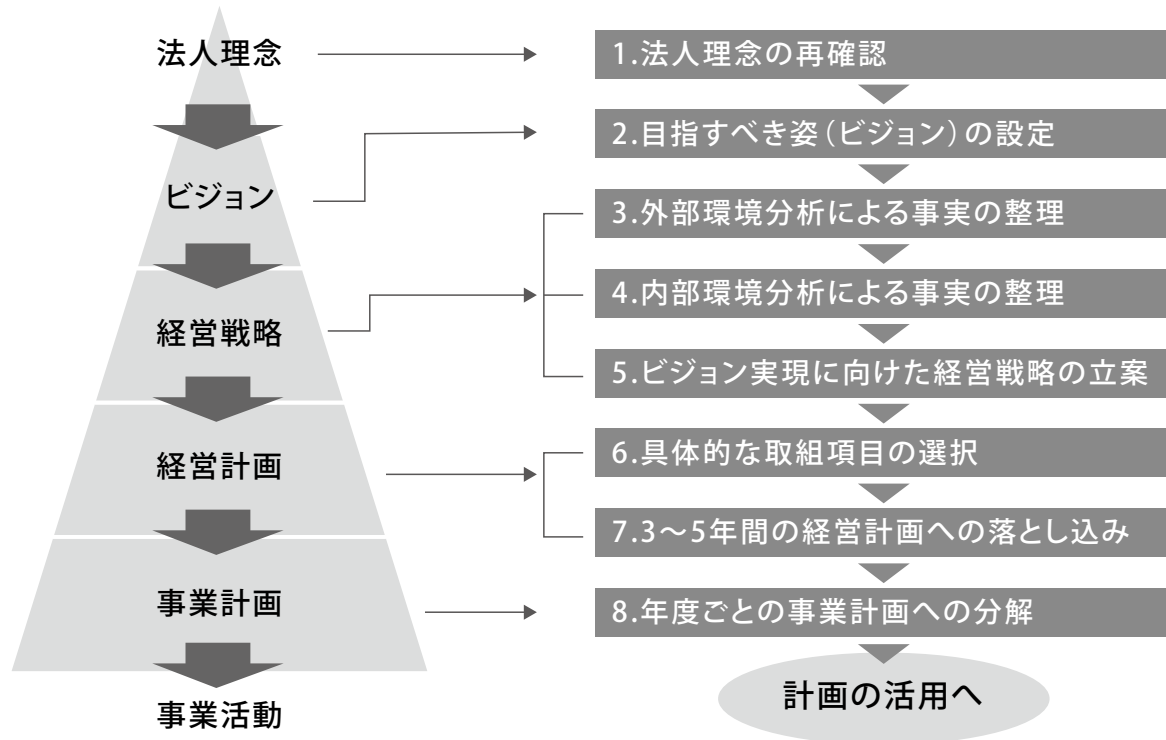 法人理念
ビジョン
経営戦略
経営計画
事業計画
事業活動
1.法人理念の再確認
2.目指すべき姿（ビジョン）の設定
3.外部環境分析による事実の整理
4.内部環境分析による事実の整理
5.ビジョン実現に向けた経営戦略の立案
6.具体的な取組項目の選択
7.3〜5年間の経営計画への落とし込み
8.年度ごとの事業計画への分解
計画の活用へ